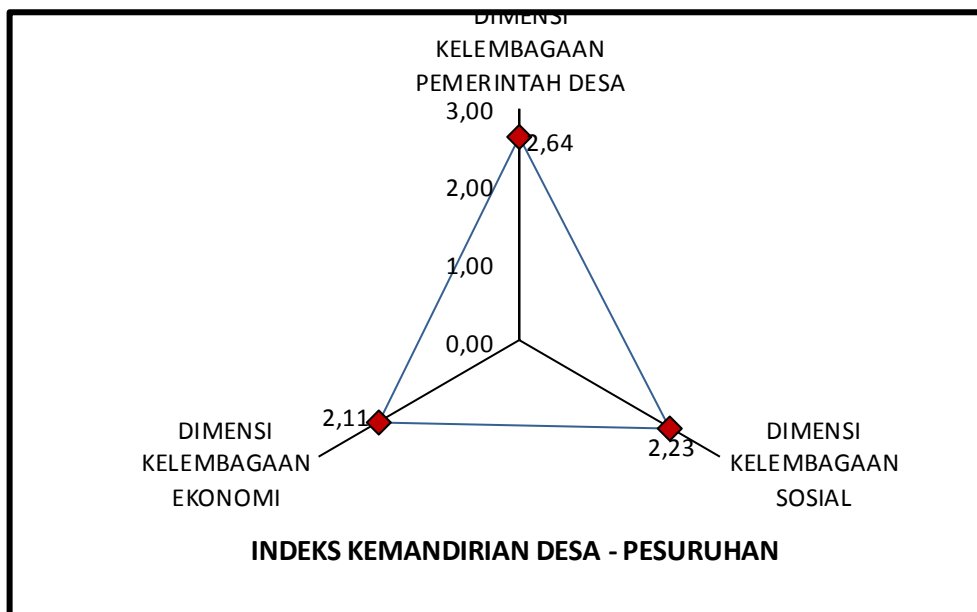 DIMENSI
KELEMBAGAAN
PEMERINTAH DESA
3,00
2,64
2,00
1,00
0,00
2,11
2,23
DIMENSI
KELEMBAGAAN
EKONOMI
DIMENSI
KELEMBAGAAN
SOSIAL
INDEKS KEMANDIRIAN DESA - PESURUHAN